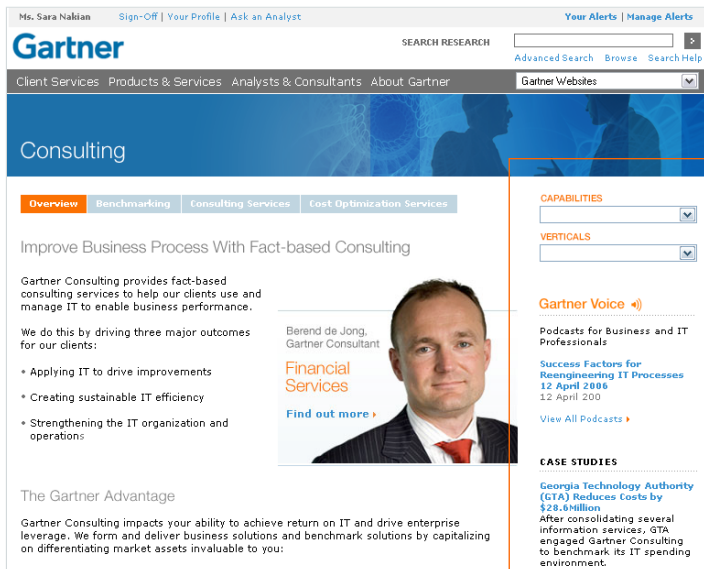 Ms. Sara Nakian
Sign-Off | Your Profile | Ask an Analyst
Your Alerts | Manage Alerts
Gartner
SEARCH RESEARCH
Advanced Search Browse Search Help
Client Services Products & Services Analysts & Consultants About Gartner
Gartner Websites
Consulting
Overview Benchmarking Consulting Services Cost Optimization Services
Improve Business Process With Fact-based Consulting
Gartner Consulting provides fact-based
consulting services to help our clients use and
manage IT to enable business performance.
We do this by driving three major outcomes
for our clients:
• Applying IT to drive improvements
• Creating sustainable IT efficiency
• Strengthening the IT organization and
operations
Berend de Jong,
Gartner Consultant
Financial
Services
Find out more
The Gartner Advantage
Gartner Consulting impacts your ability to achieve return on IT and drive enterprise
leverage. We form and deliver business solutions and benchmark solutions by capitalizing
on differentiating market assets invaluable to you:
CAPABILITIES
VERTICALS
Gartner Voice
Podcasts for Business and IT
Professionals
Success Factors for
Reengineering IT Processes
12 April 2006
12 April 200
View All Podcasts
CASE STUDIES
Georgia Technology Authority
(GTA) Reduces Costs by
$28.6Million
After consolidating several
information services, GTA
engaged Gartner Consulting
to benchmark its IT spending
environment.